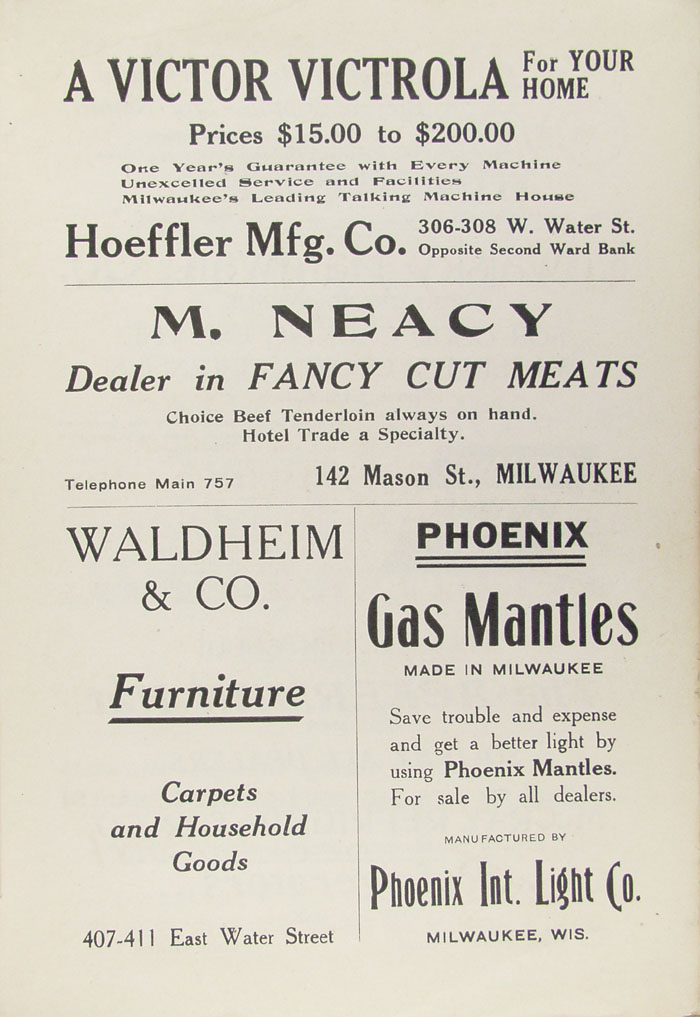 A VICTOR VICTROLA For YOUR HOME
Prices $15.00 to $200.00
One Year's Guarantee with Every Machine
Unexcelled Service and Facilities
Milwaukee's Leading Talking Machine House
Hoeffler Mfg. Co. 306-308 W. Water St.
Opposite Second Ward Bank
M. NEACY
Dealer in FANCY CUT MEATS
Choice Beef Tenderloin always on hand.
Hotel Trade a Specialty.
Telephone Main 757 142 Mason St., MILWAUKEE
WALDHEIM
& CO.
Furniture
Carpets
and Household
Goods
407-411 East Water Street
PHOENIX
Gas Mantles
MADE IN MILWAUKEE
Save trouble and expense
and get a better light by
using Phoenix Mantles.
For sale by all dealers.
MANUFACTURED BY
Phoenix Int. Light Co.
MILWAUKEE, WIS.